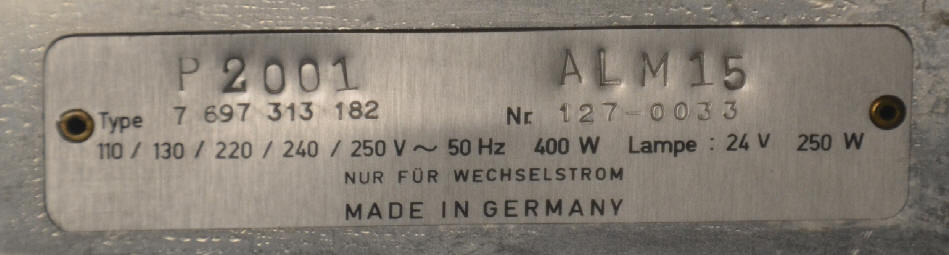 P 2001 ALM15
Type 7 697 313 182 Nr. 127-0033
110 / 130 / 220 / 240 / 250 V ~ 50 Hz 400 W Lampe : 24 V 250 W
NUR FÜR WECHSELSTROM
MADE IN GERMANY